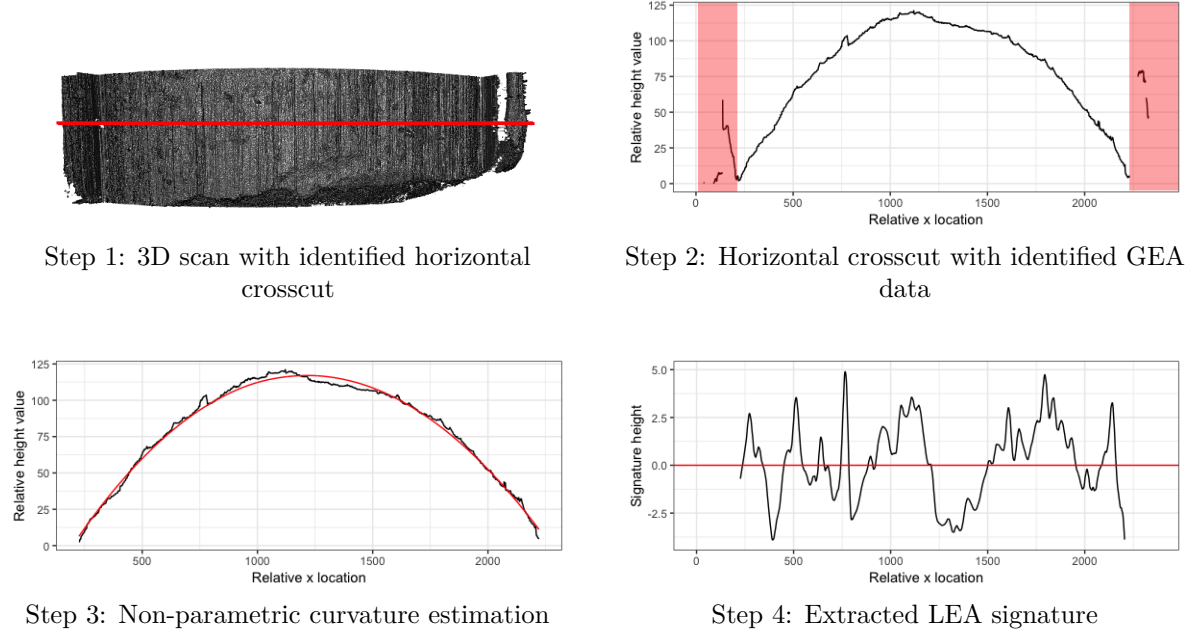 125
100
75
50
25
0
Relative height value
0
500
1000
1500
2000
Relative x location
Step 1: 3D scan with identified horizontal
crosscut
Step 2: Horizontal crosscut with identified GEA
data
125
100
75
50
25
0
Relative height value
500
1000
1500
2000
Relative x location
5.0
2.5
0.0
-2.5
Signature height
0
500
1000
1500
2000
Relative x location
Step 3: Non-parametric curvature estimation
Step 4: Extracted LEA signature